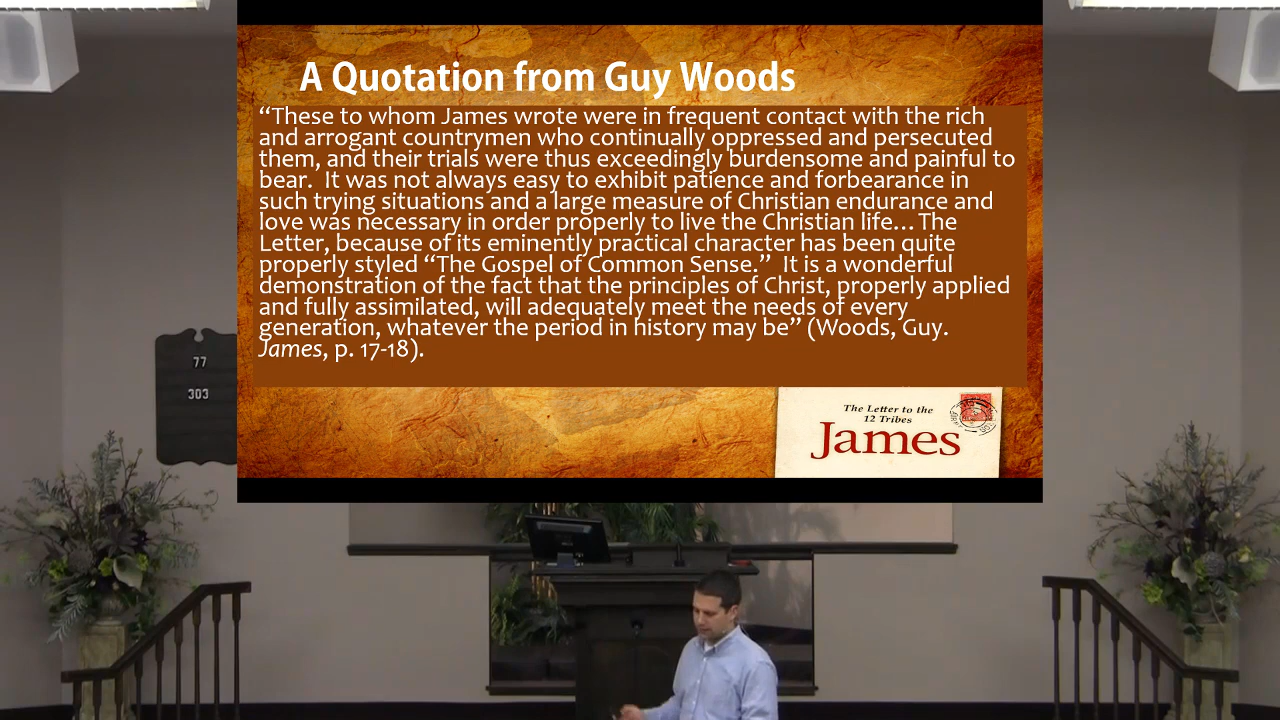 A Quotation from Guy Woods
“These to whom James wrote were in frequent contact with the rich
and arrogant countrymen who continually oppressed and persecuted
them, and their trials were thus exceedingly burdensome and painful to
bear.  It was not always easy to exhibit patience and forbearance in
such trying situations and a large measure of Christian endurance and
love was necessary in order properly to live the Christian life… The
Letter, because of its eminently practical character has been quite
properly styled “The Gospel of Common Sense.”  It is a wonderful
demonstration of the fact that the principles of Christ, properly applied
and fully assimilated, will adequately meet the needs of every
generation, whatever the period in history may be” (Woods, Guy.
James, p. 17-18).
77
303
The Letter to the
12 Tribes
James